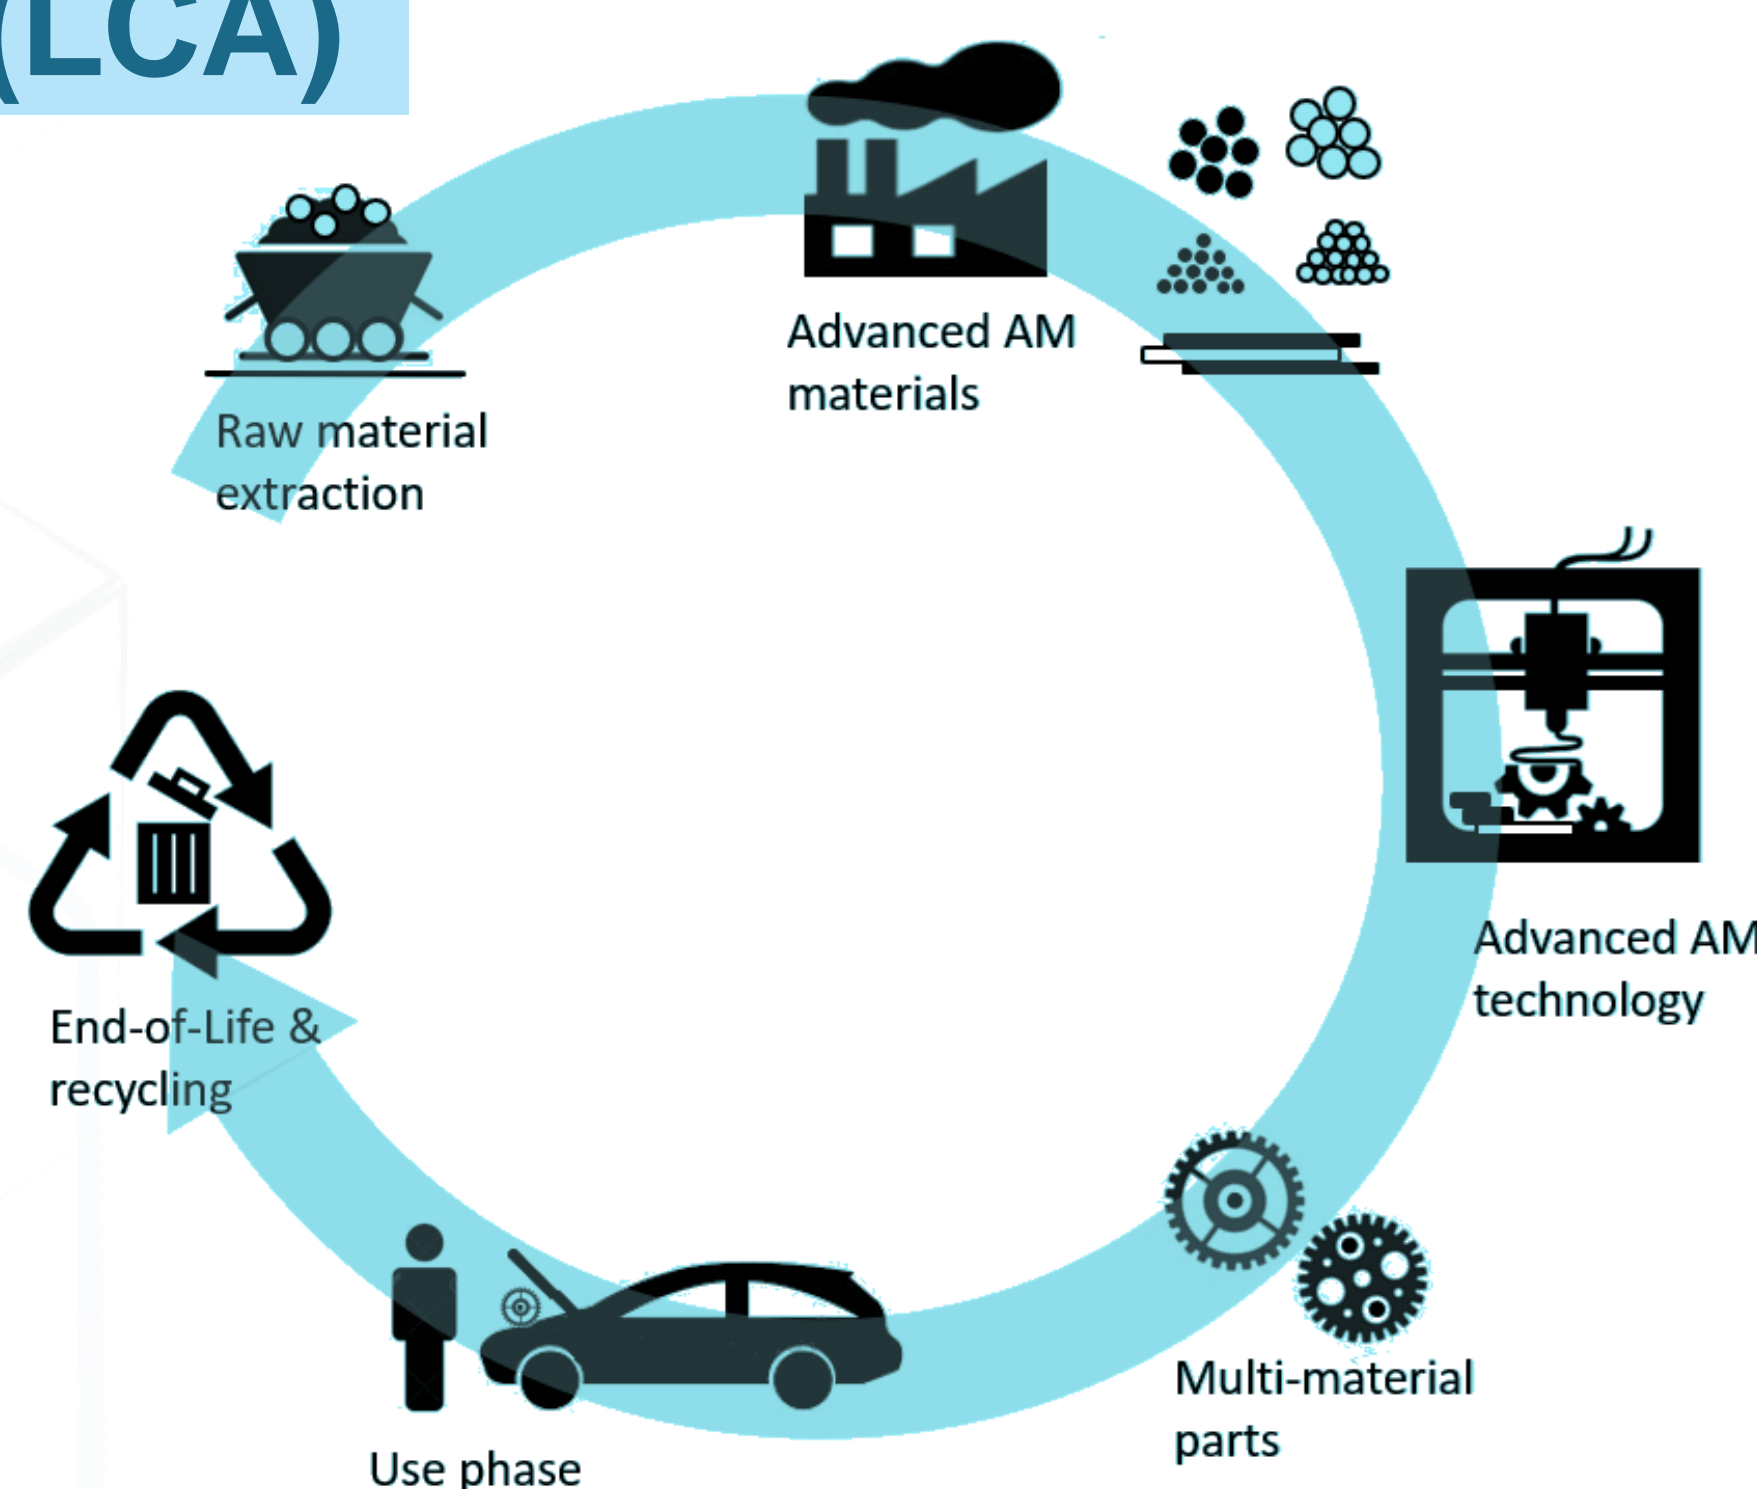 (LCA)
Raw material
extraction
Advanced AM
materials
Advanced AM
technology
Multi-material
parts
Use phase
End-of-Life &
recycling